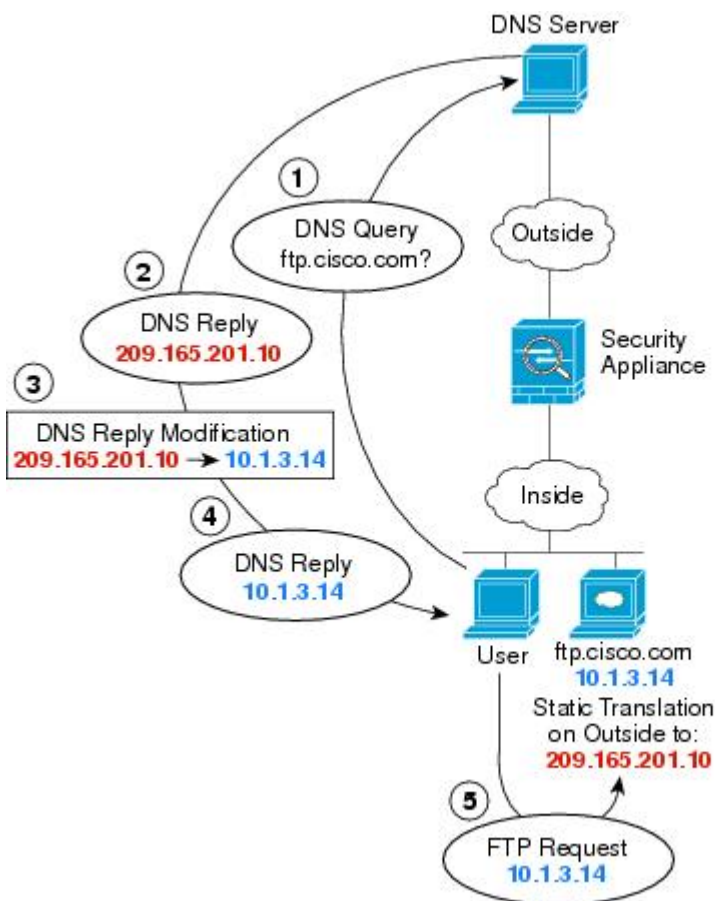 DNS Server
1
DNS Query
ftp.cisco.com?
Outside
2
DNS Reply
209.165.201.10
Security
Appliance
3
DNS Reply Modification
209.165.201.10 → 10.1.3.14
Inside
4
DNS Reply
10.1.3.14
User
ftp.cisco.com
10.1.3.14
Static Translation
on Outside to:
209.165.201.10
5
FTP Request
10.1.3.14